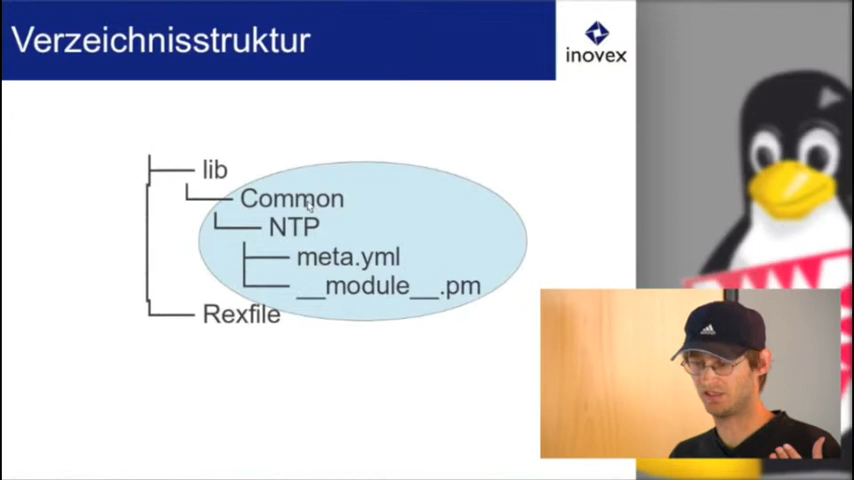 Verzeichnisstruktur
inovex
lib
Common
NTP
meta.yml
__module__.pm
Rexfile